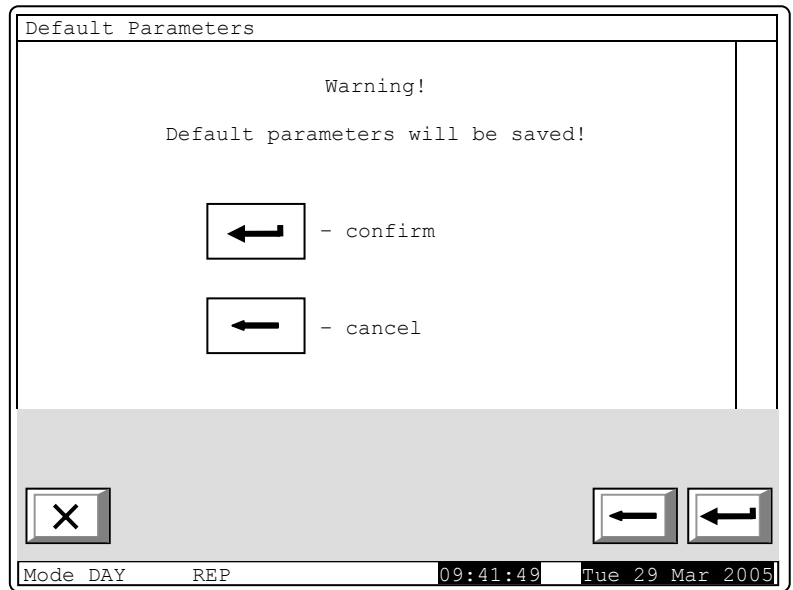 Default Parameters
Warning!
Default parameters will be saved!
- confirm
- cancel
Mode DAY REP 09:41:49 Tue 29 Mar 2005